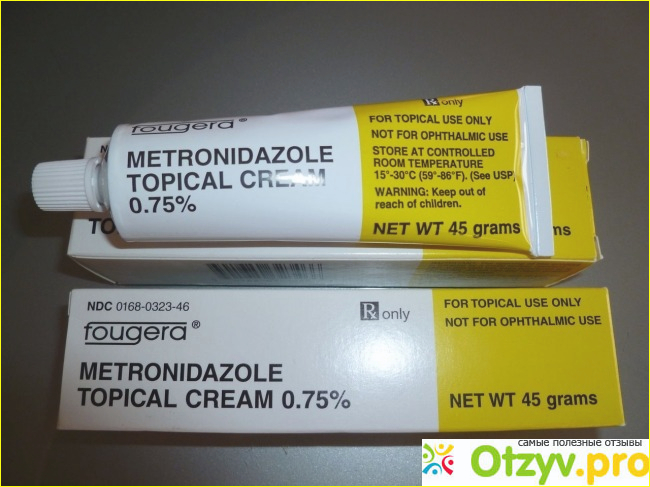 Rx only
fougera®
METRONIDAZOLE
TOPICAL CREAM
0.75%
FOR TOPICAL USE ONLY
NOT FOR OPHTHALMIC USE
STORE AT CONTROLLED
ROOM TEMPERATURE
15°-30°C (59°-86°F). (See USP
WARNING: Keep out of
reach of children.
NET WT 45 grams
NDC 0168-0323-46
fougera®
Rx only
METRONIDAZOLE
TOPICAL CREAM 0.75%
FOR TOPICAL USE ONLY
NOT FOR OPHTHALMIC USE
NET WT 45 grams
самые полезные отзывы
Otzyv.pro